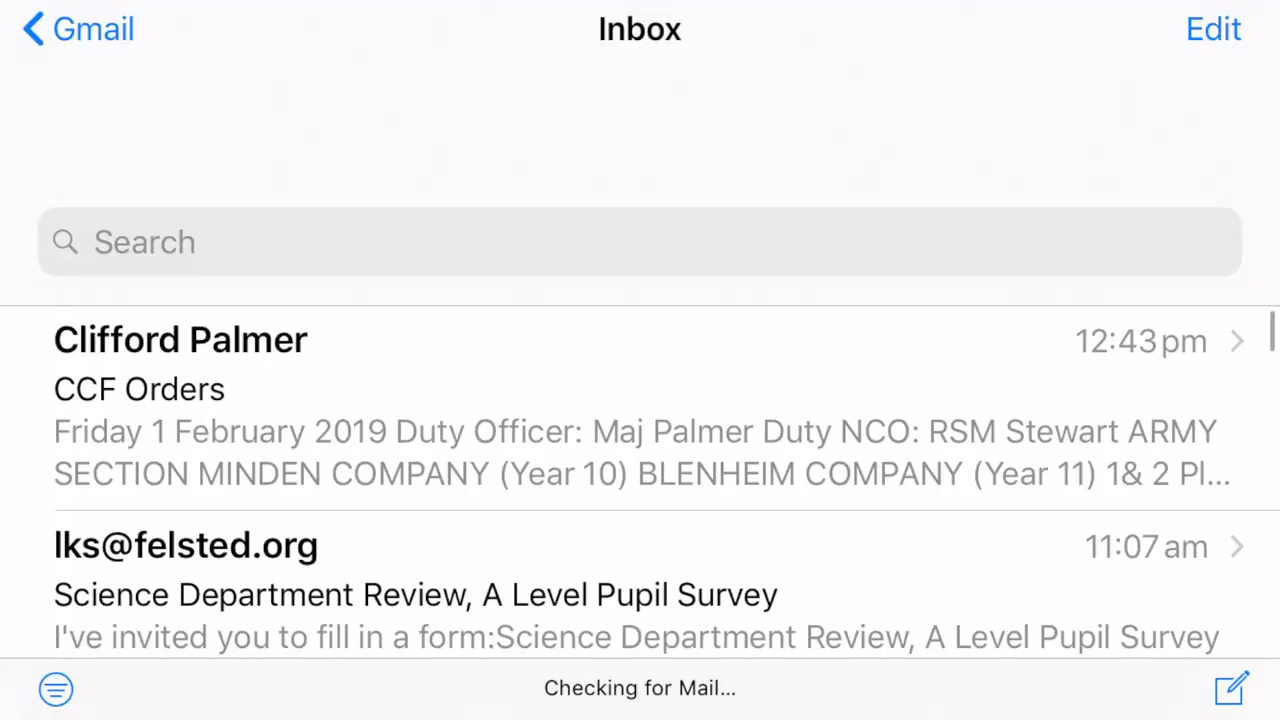 Gmail
Inbox
Edit
Search
Clifford Palmer
12:43 pm
CCF Orders
Friday 1 February 2019 Duty Officer: Maj Palmer Duty NCO: RSM Stewart ARMY
SECTION MINDEN COMPANY (Year 10) BLENHEIM COMPANY (Year 11) 1& 2 Pl...
lks@felsted.org
11:07 am
Science Department Review, A Level Pupil Survey
I've invited you to fill in a form:Science Department Review, A Level Pupil Survey
Checking for Mail...